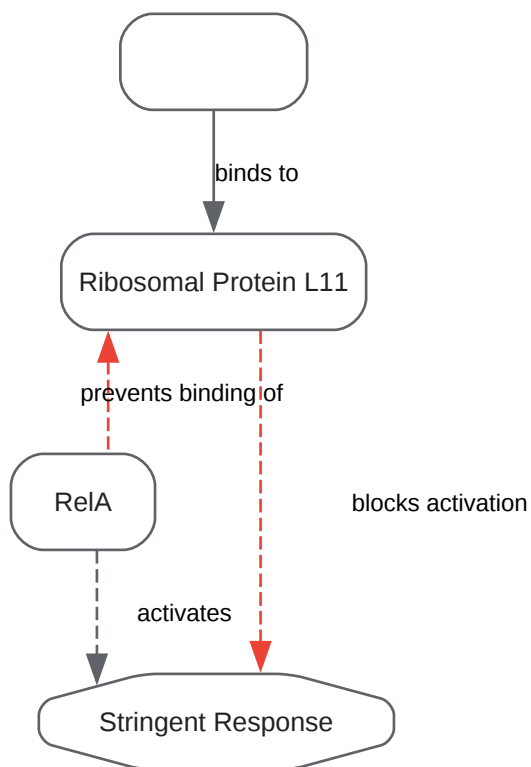 binds to
Ribosomal Protein L11
prevents binding of
RelA
blocks activation
activates
Stringent Response